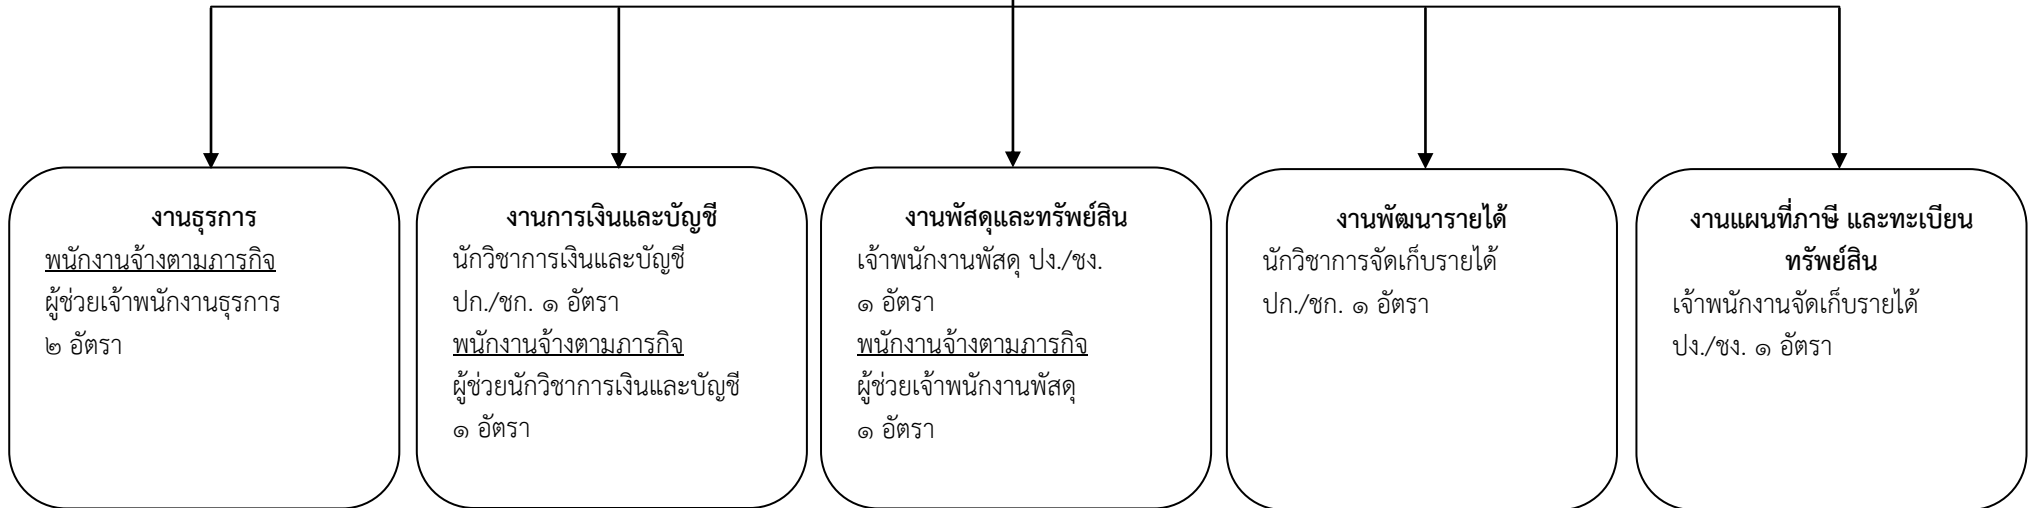 งานธุรการ
พนักงานจ้างตามภารกิจ
ผู้ช่วยเจ้าพนักงานธุรการ
๒ อัตรา
งานการเงินและบัญชี
นักวิชาการเงินและบัญชี
ปก./ชก. ๑ อัตรา
พนักงานจ้างตามภารกิจ
ผู้ช่วยนักวิชาการเงินและบัญชี
๑ อัตรา
งานพัสดุและทรัพย์สิน
เจ้าพนักงานพัสดุ ปง./ชง.
๑ อัตรา
พนักงานจ้างตามภารกิจ
ผู้ช่วยเจ้าพนักงานพัสดุ
๑ อัตรา
งานพัฒนารายได้
นักวิชาการจัดเก็บรายได้
ปก./ชก. ๑ อัตรา
งานแผนที่ภาษี และทะเบียน
ทรัพย์สิน
เจ้าพนักงานจัดเก็บรายได้
ปง./ชง. ๑ อัตรา